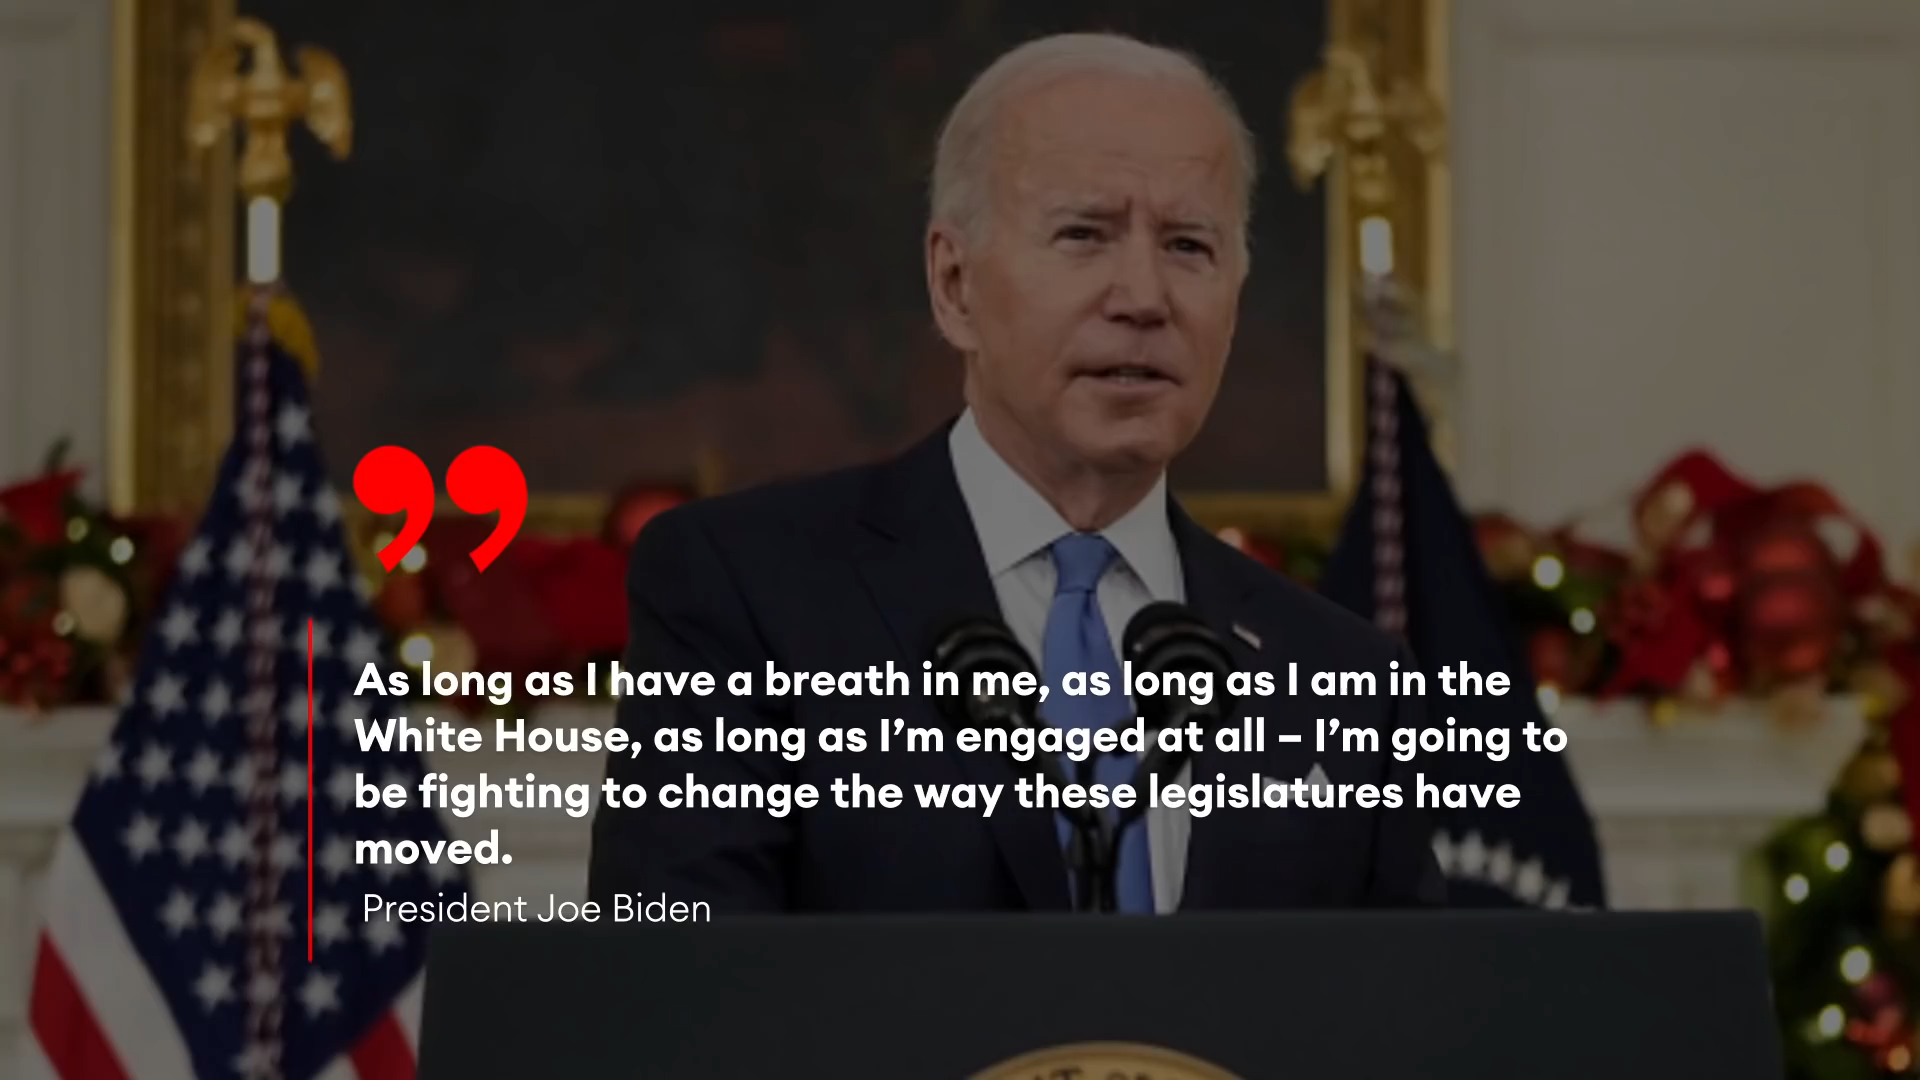 As long as I have a breath in me, as long as I am in the
White House, as long as I’m engaged at all – I’m going to
be fighting to change the way these legislatures have
moved.
President Joe Biden